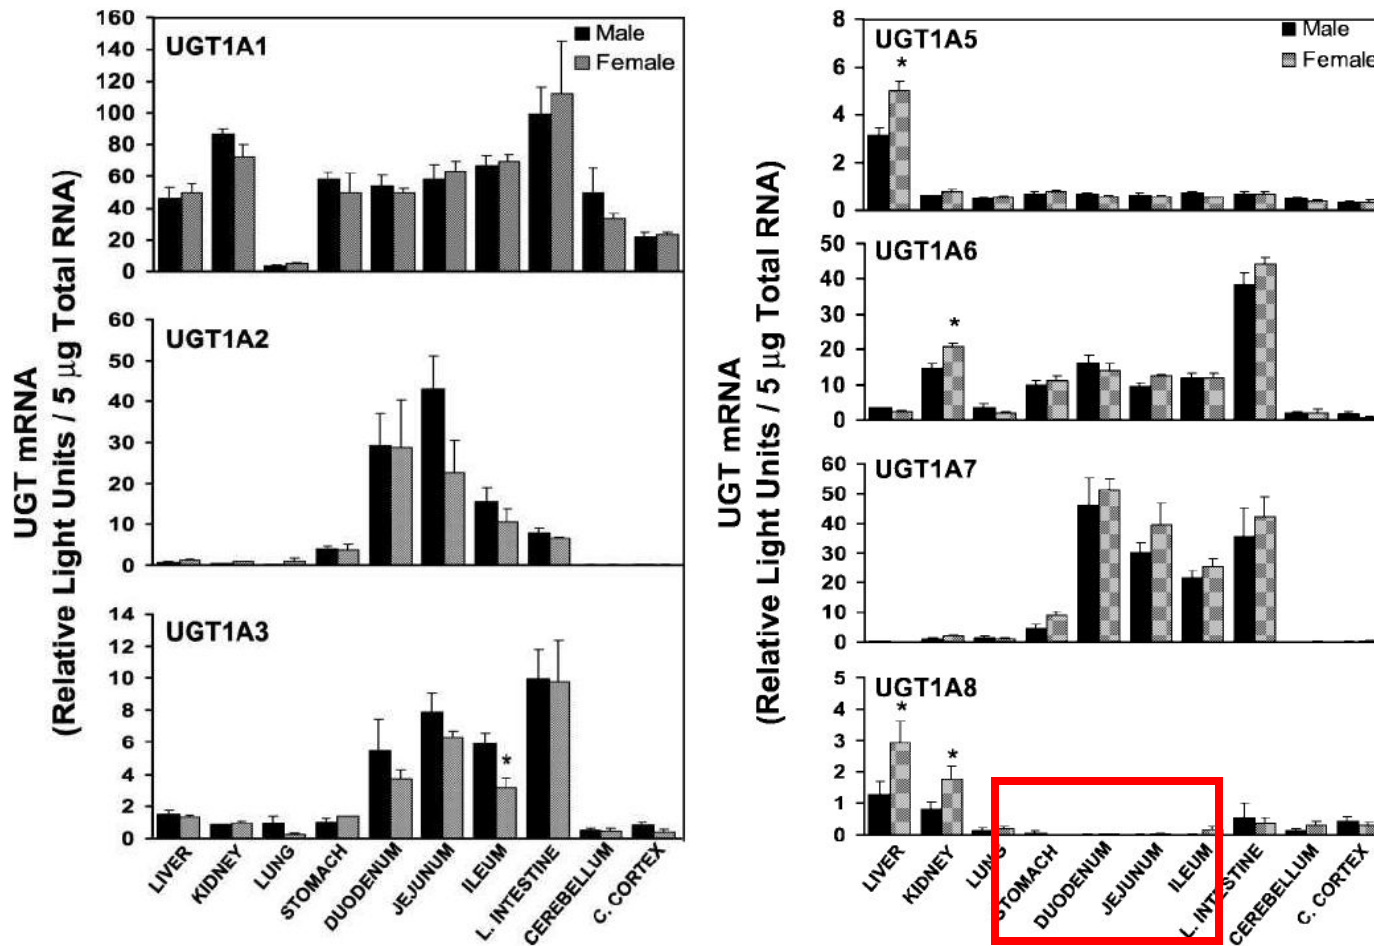 UGT mRNA
(Relative Light Units / 5 µg Total RNA)
UGT1A1
Male
Female
160
140
120
100
80
60
40
20
0
UGT1A2
60
50
40
30
20
10
0
UGT1A3
14
12
10
8
6
4
2
0
*
LIVER
KIDNEY
LUNG
STOMACH
DUODENUM
JEJUNUM
ILEUM
L. INTESTINE
CEREBELLUM
C. CORTEX
UGT mRNA
(Relative Light Units / 5 µg Total RNA)
UGT1A5
Male
Female
8
6
4
2
0
*
UGT1A6
50
40
30
20
10
0
*
UGT1A7
60
50
40
30
20
10
0
UGT1A8
5
4
3
2
1
0
*
*
LIVER
KIDNEY
LUNG
STOMACH
DUODENUM
JEJUNUM
ILEUM
L. INTESTINE
CEREBELLUM
C. CORTEX